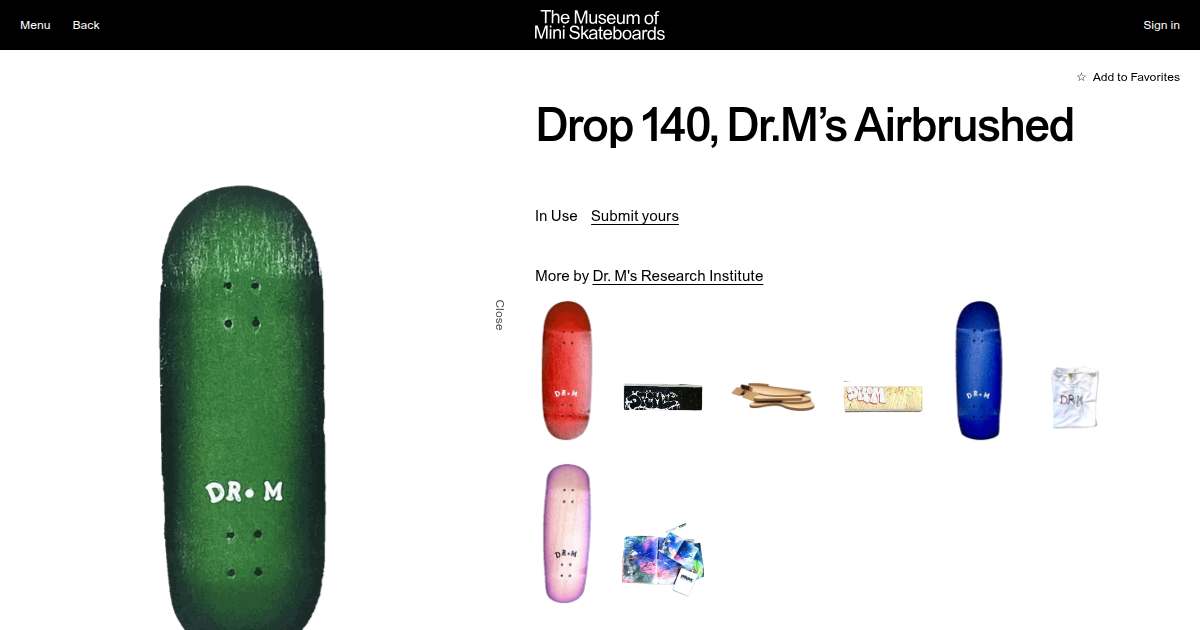 Menu
Back
The Museum of
Mini Skateboards
Sign in
☆ Add to Favorites
Drop 140, Dr.M’s Airbrushed
In Use Submit yours
More by Dr. M's Research Institute
Close
DR•M
DR•M
DR•M
DR M
DR•M